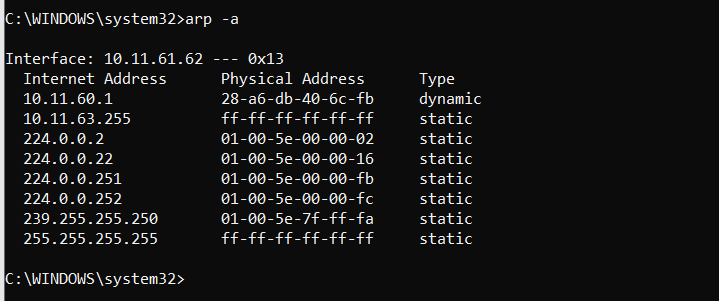 C:\WINDOWS\system32>arp -a
Interface: 10.11.61.62 --- 0x13
Internet Address Physical Address Type
10.11.60.1 28-a6-db-40-6c-fb dynamic
10.11.63.255 ff-ff-ff-ff-ff-ff static
224.0.0.2 01-00-5e-00-00-02 static
224.0.0.22 01-00-5e-00-00-16 static
224.0.0.251 01-00-5e-00-00-fb static
224.0.0.252 01-00-5e-00-00-fc static
239.255.255.250 01-00-5e-7f-ff-fa static
255.255.255.255 ff-ff-ff-ff-ff-ff static
C:\WINDOWS\system32>